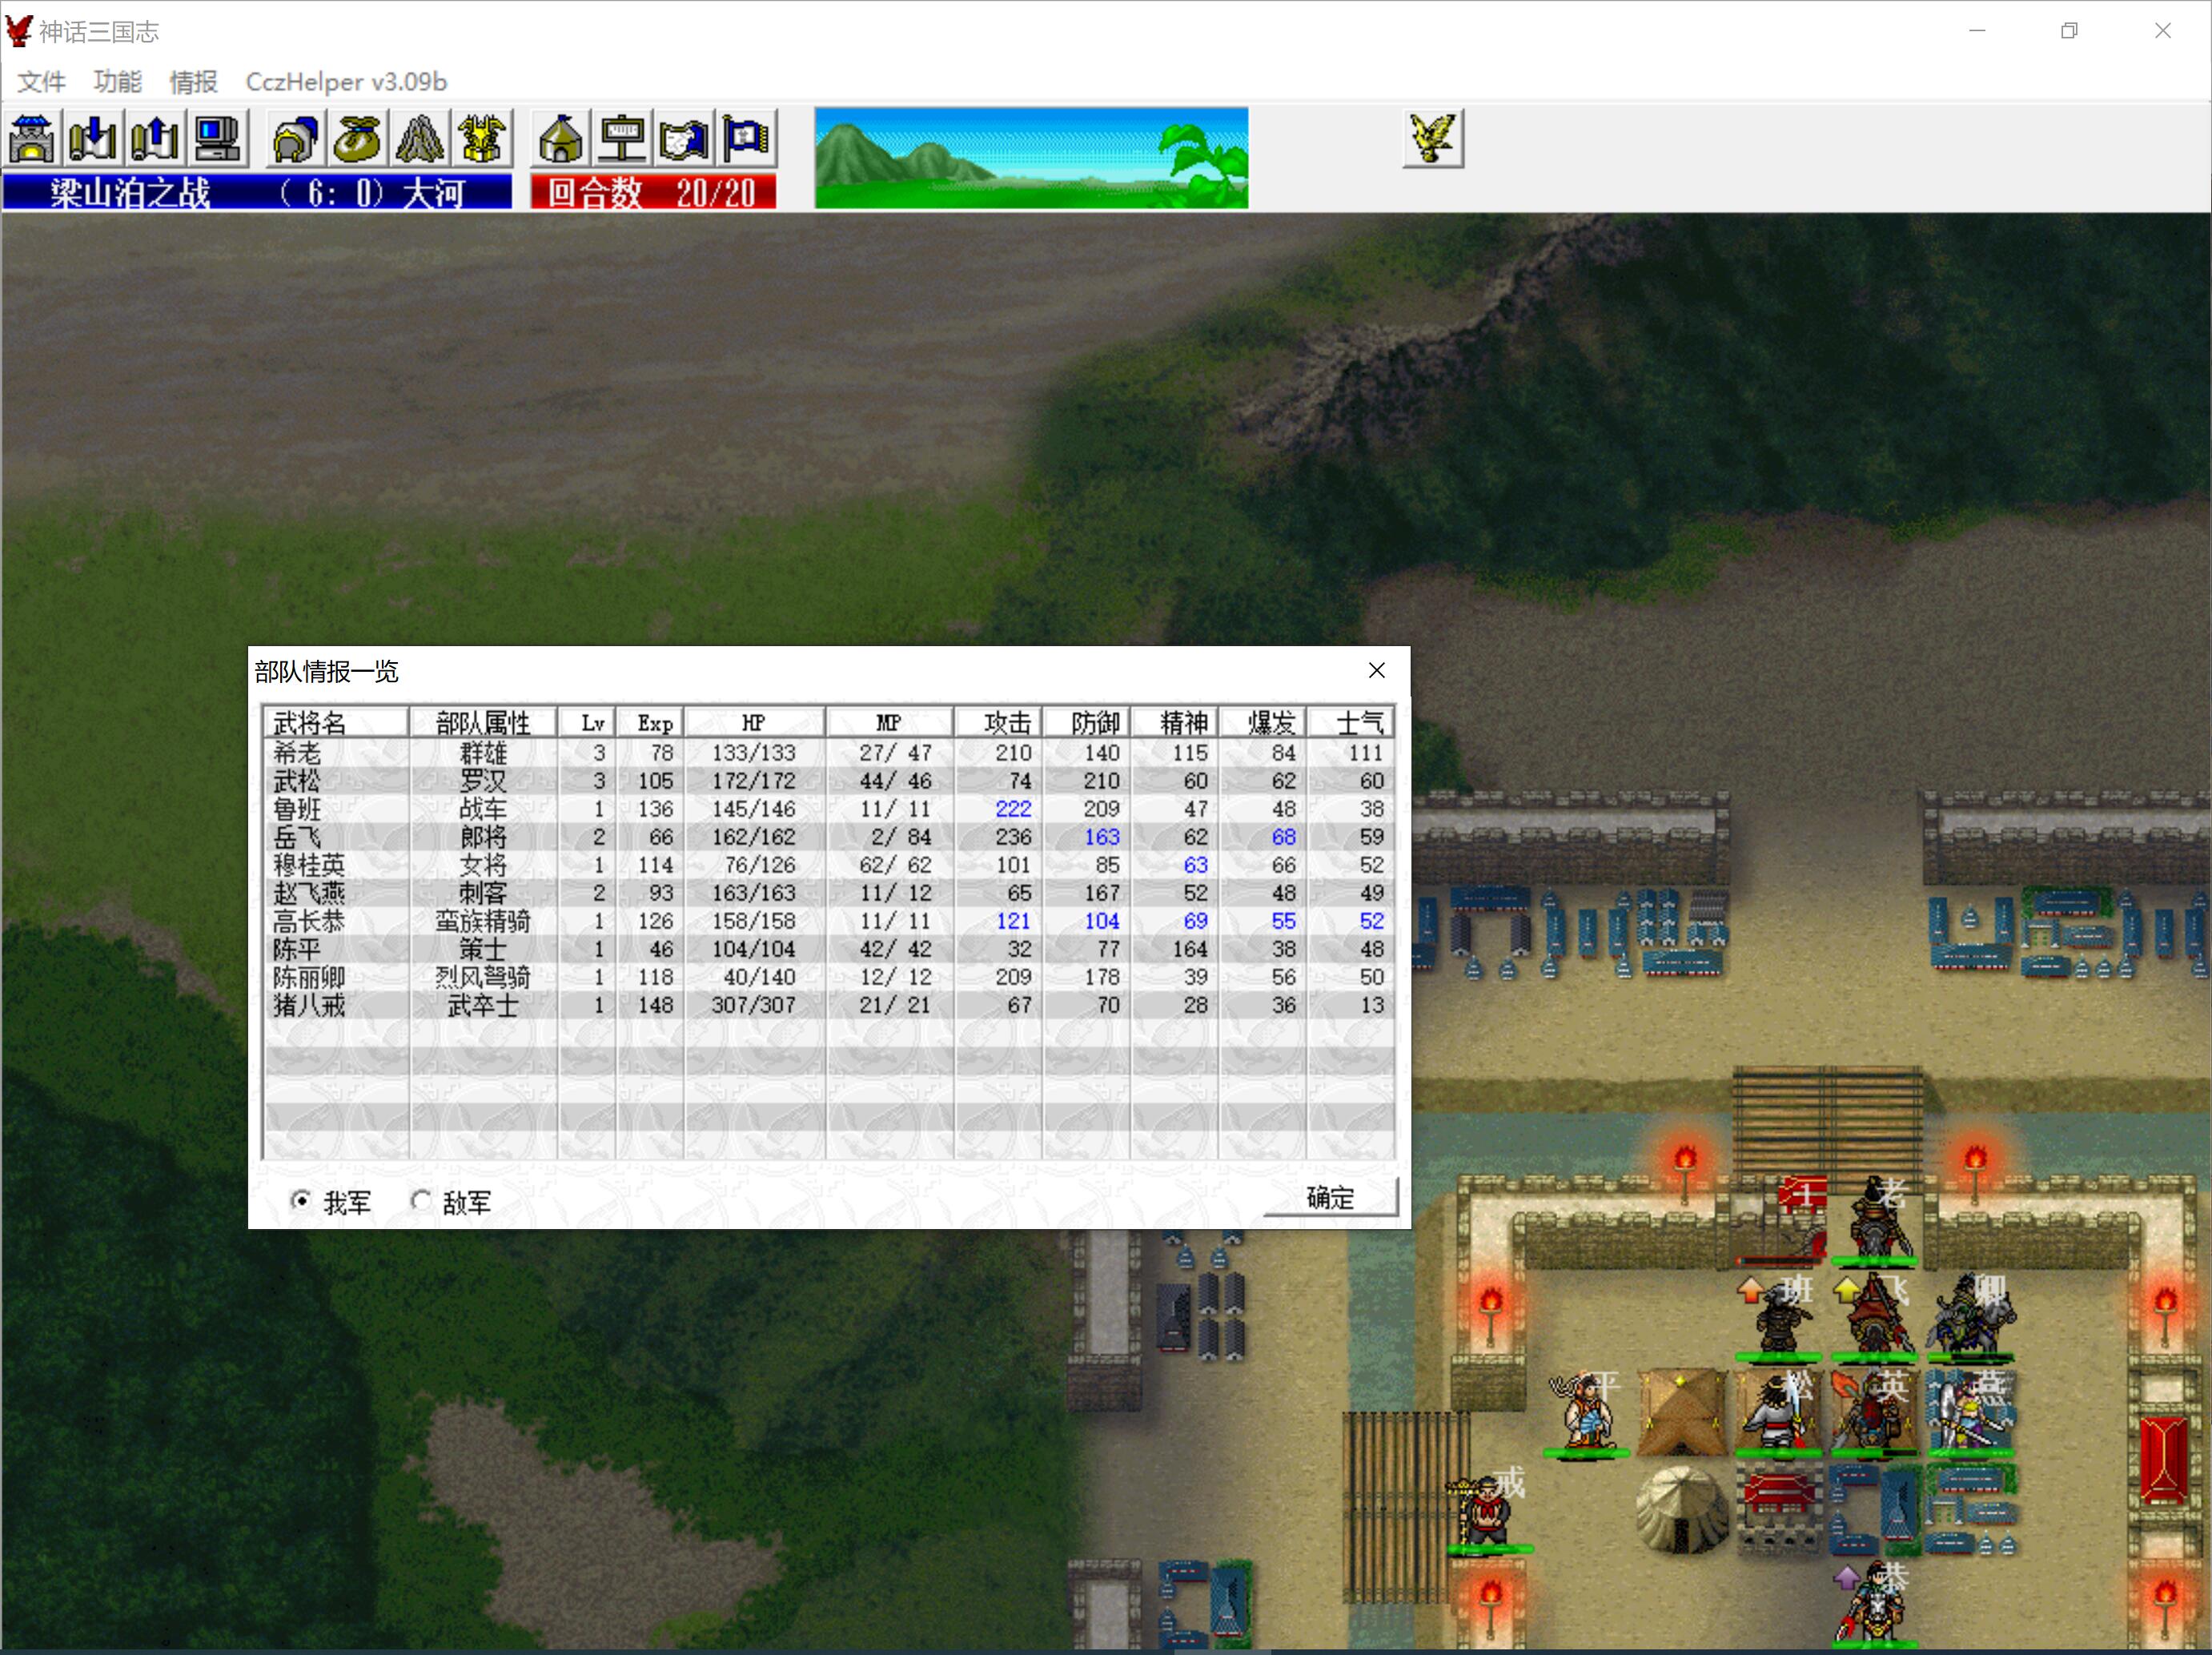 神话三国志
文件 功能 情报 CczHelper v3.09b
梁山泊之战 (6: 0) 大河 回合数 20/20
部队情报一览
武将名 部队属性 Lv Exp HP MP 攻击 防御 精神 爆发 士气
希老 群雄 3 78 133/133 27/ 47 210 140 115 84 111
武松 罗汉 3 105 172/172 44/ 46 74 210 60 62 60
鲁班 战车 1 136 145/146 11/ 11 222 209 47 48 38
岳飞 郎将 2 66 162/162 2/ 84 236 163 62 68 59
穆桂英 女将 1 114 76/126 62/ 62 101 85 63 66 52
赵飞燕 刺客 2 93 163/163 11/ 12 65 167 52 48 49
高长恭 蛮族精骑 1 126 158/158 11/ 11 121 104 69 55 52
陈平 策士 1 46 104/104 42/ 42 32 77 164 38 48
陈丽卿 烈风弩骑 1 118 40/140 12/ 12 209 178 39 56 50
猪八戒 武卒士 1 148 307/307 21/ 21 67 70 28 36 13
我军 敌军 确定
老
班 飞 卿
平 松 英 燕
戒
恭